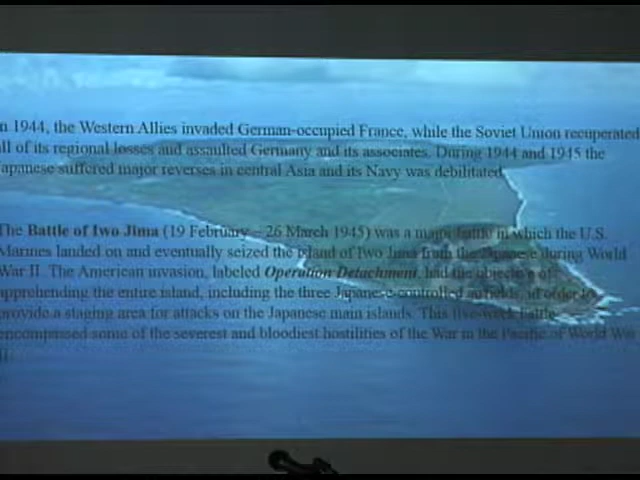 n 1944, the Western Allies invaded German-occupied France, while the Soviet Union recuperated
ll of its regional losses and assaulted Germany and its associates. During 1944 and 1945 the
apanese suffered major reverses in central Asia and its Navy was debilitated
The Battle of Iwo Jima (19 February – 26 March 1945) was a major battle in which the U.S.
Marines landed on and eventually seized the island of Iwo Jima from the Japanese during World
War II. The American invasion, labeled Operation Detachment, had the objective of
apprehending the entire island, including the three Japanese-controlled airfields, in order to
provide a staging area for attacks on the Japanese main islands. This five-week battle
encompassed some of the severest and bloodiest hostilities of the War in the Pacific of World War
II.